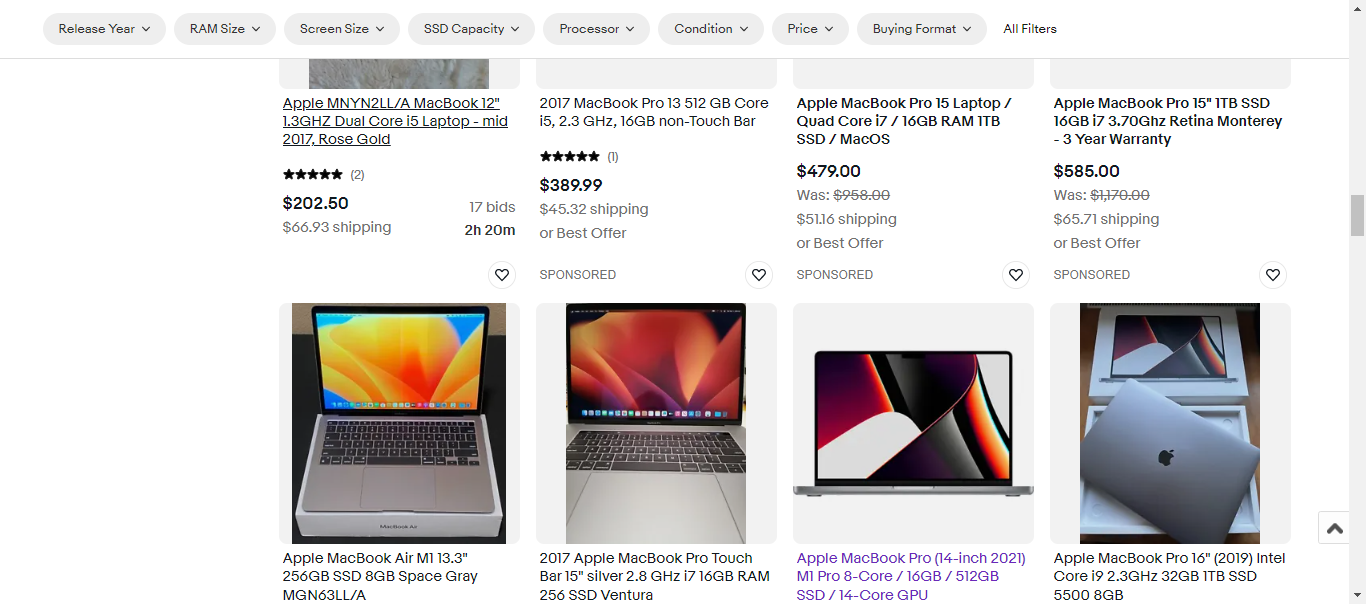 Release Year
RAM Size
Screen Size
SSD Capacity
Processor
Condition
Price
Buying Format
All Filters
Apple MNYN2LL/A MacBook 12"
1.3GHZ Dual Core i5 Laptop - mid
2017, Rose Gold
(2)
$202.50
17 bids
$66.93 shipping
2h 20m
2017 MacBook Pro 13 512 GB Core
i5, 2.3 GHz, 16GB non-Touch Bar
(1)
$389.99
$45.32 shipping
or Best Offer
SPONSORED
Apple MacBook Pro 15 Laptop /
Quad Core i7 / 16GB RAM 1TB
SSD / MacOS
$479.00
Was: $958.00
$51.16 shipping
or Best Offer
SPONSORED
Apple MacBook Pro 15" 1TB SSD
16GB i7 3.70Ghz Retina Monterey
- 3 Year Warranty
$585.00
Was: $1,170.00
$65.71 shipping
or Best Offer
SPONSORED
MacBook Air
Apple MacBook Air M1 13.3"
256GB SSD 8GB Space Gray
MGN63LL/A
2017 Apple MacBook Pro Touch
Bar 15" silver 2.8 GHz i7 16GB RAM
256 SSD Ventura
Apple MacBook Pro (14-inch 2021)
M1 Pro 8-Core / 16GB / 512GB
SSD / 14-Core GPU
Apple MacBook Pro 16" (2019) Intel
Core i9 2.3GHz 32GB 1TB SSD
5500 8GB